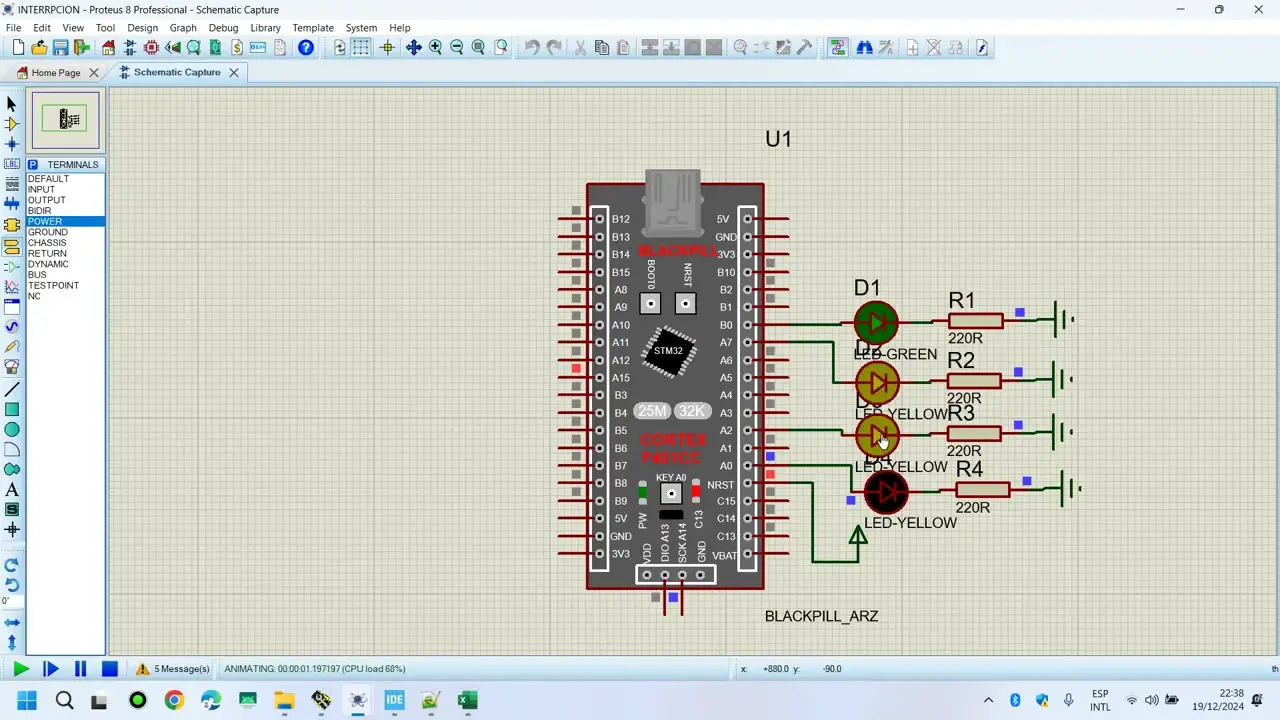 INTERRPCION - Proteus 8 Professional - Schematic Capture
File Edit View Tool Design Graph Debug Library Template System Help
Home Page
Schematic Capture
TERMINALS
DEFAULT
INPUT
OUTPUT
BIDIR
POWER
GROUND
CHASSIS
RETURN
DYNAMIC
BUS
TESTPOINT
NC
U1
B12 5V
B13 GND
BLACKPILL
B14 3V3
B15 B10
BOOT0 NRST
A8 B2
A9 B1
A10 B0
A11 A7
STM32
A12 A6
A15 A5
B3 A4
25M 32K
B4 A3
B5 A2
CORTEX
B6 A1
F401CC
B7 A0
KEY A0
B8 NRST
B9 C15
PW C13
5V C14
GND C13
3V3 VBAT
VDD
DIO A13
SCK A14
GND
BLACKPILL_ARZ
D1
LED-GREEN
R1
220R
D2
LED-YELLOW
R2
220R
D3
LED-YELLOW
R3
220R
D4
LED-YELLOW
R4
220R
5 Message(s)
ANIMATING: 00:00:01.197197 (CPU load 68%)
x: +880.0 y: -90.0 th
IDE
ESP
INTL
22:38
19/12/2024